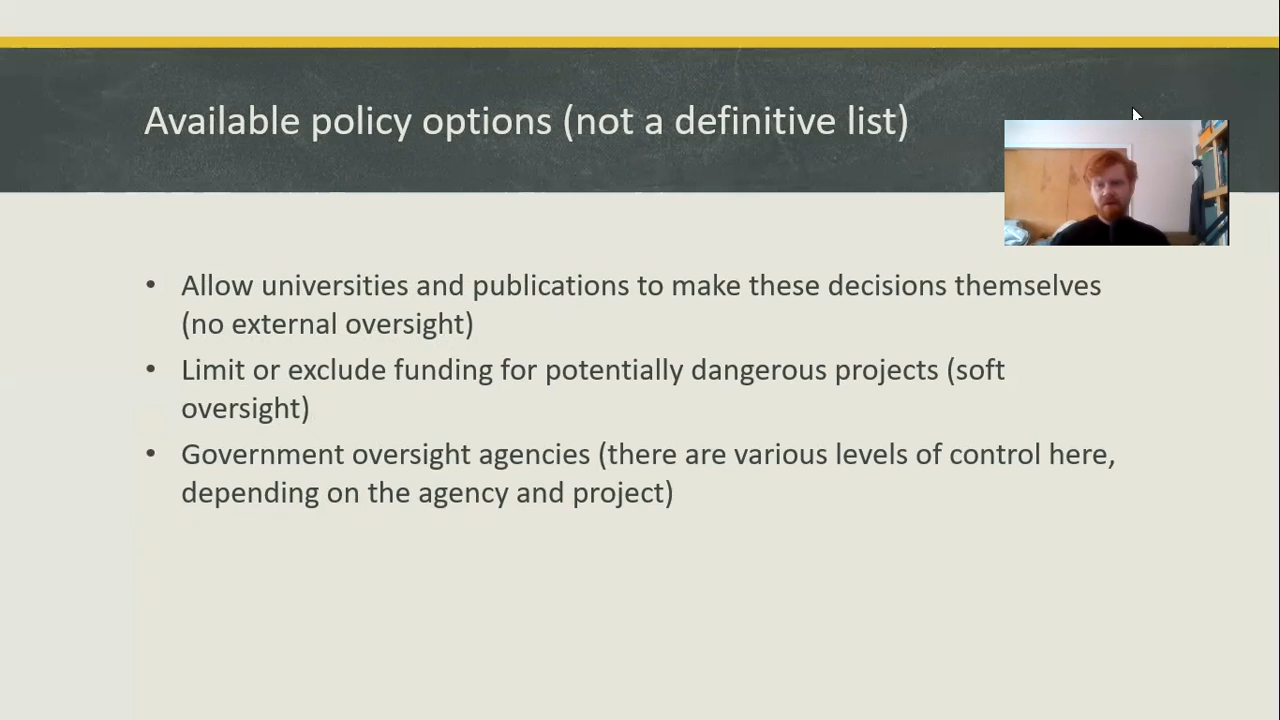 Available policy options (not a definitive list)
• Allow universities and publications to make these decisions themselves
(no external oversight)
• Limit or exclude funding for potentially dangerous projects (soft
oversight)
• Government oversight agencies (there are various levels of control here,
depending on the agency and project)